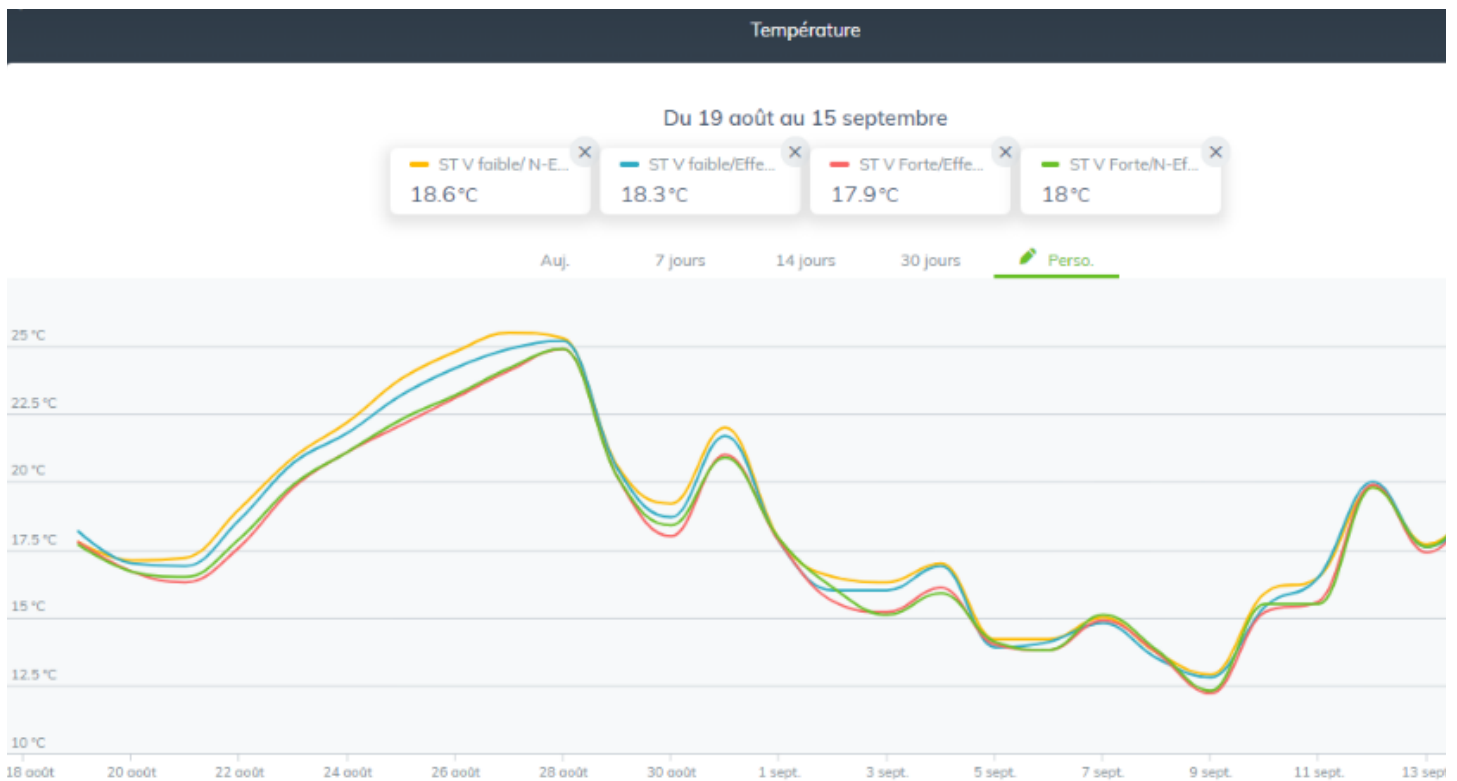 Température
Du 19 août au 15 septembre
ST V faible/ N-E... ST V faible/Effe... ST V Forte/Effe... ST V Forte/N-Ef...
18.6°C 18.3°C 17.9°C 18°C
Auj. 7 jours 14 jours 30 jours Perso.
25 °C
22.5 °C
20 °C
17.5 °C
15 °C
12.5 °C
10 °C
18 août 20 août 22 août 24 août 26 août 28 août 30 août 1 sept. 3 sept. 5 sept. 7 sept. 9 sept. 11 sept. 13 sept